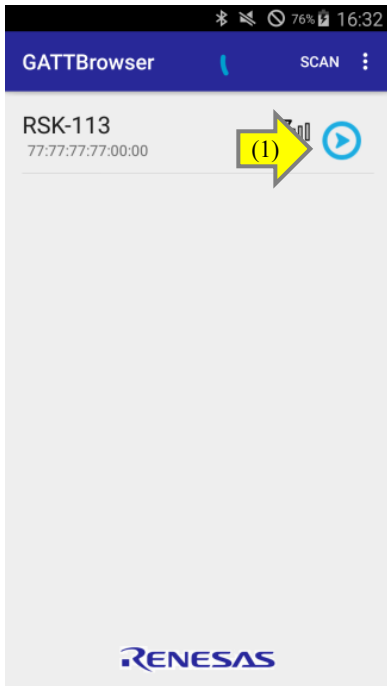 76% 16:32
GATTBrowser SCAN
RSK-113
77:77:77:77:00:00
(1)
RENESAS